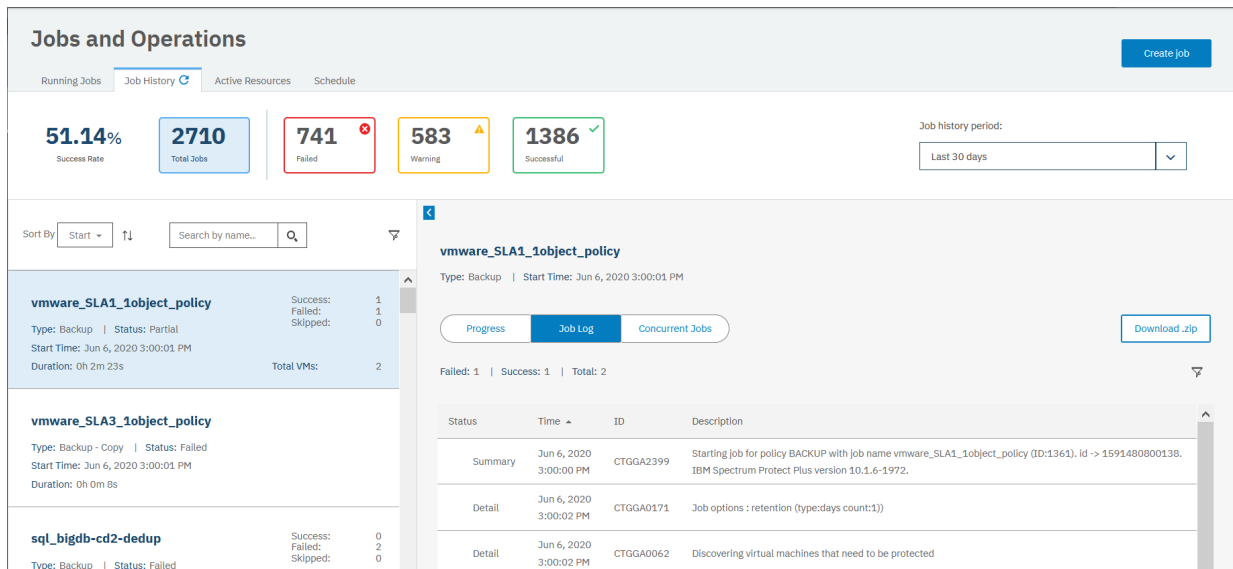 Jobs and Operations
Create job
Running Jobs Job History Active Resources Schedule
51.14%
Success Rate
2710
Total Jobs
741
Failed
583
Warning
1386
Successful
Job history period:
Last 30 days
Sort By Start Search by name...
vmware_SLA1_1object_policy
Success: 1
Failed: 1
Skipped: 0
Type: Backup | Status: Partial
Start Time: Jun 6, 2020 3:00:01 PM
Duration: 0h 2m 23s Total VMs: 2
vmware_SLA3_1object_policy
Type: Backup - Copy | Status: Failed
Start Time: Jun 6, 2020 3:00:01 PM
Duration: 0h 0m 8s
sql_bigdb-cd2-dedup
Success: 0
Failed: 2
Skipped: 0
Type: Backup | Status: Failed
vmware_SLA1_1object_policy
Type: Backup | Start Time: Jun 6, 2020 3:00:01 PM
Progress Job Log Concurrent Jobs Download .zip
Failed: 1 | Success: 1 | Total: 2
Status Time ID Description
Summary Jun 6, 2020 3:00:00 PM CTGGA2399 Starting job for policy BACKUP with job name vmware_SLA1_1object_policy (ID:1361). id -> 1591480800138.
IBM Spectrum Protect Plus version 10.1.6-1972.
Detail Jun 6, 2020 3:00:02 PM CTGGA0171 Job options : retention (type:days count:1))
Detail Jun 6, 2020 3:00:02 PM CTGGA0062 Discovering virtual machines that need to be protected